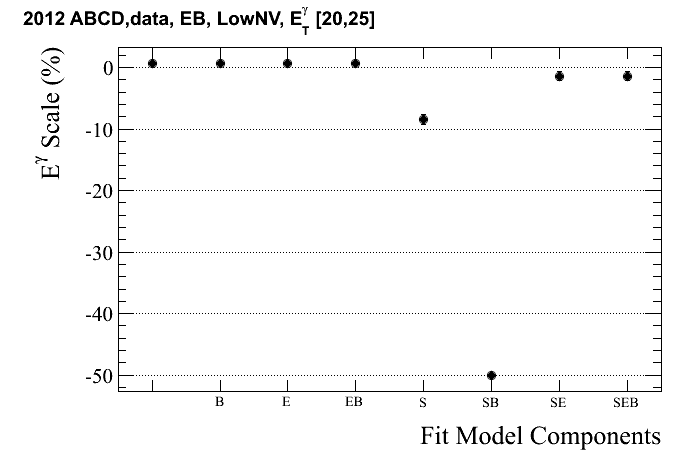 2012 ABCD,data, EB, LowNV, E_T^γ [20,25]
E^γ Scale (%)
0
-10
-20
-30
-40
-50
B E EB S SB SE SEB
Fit Model Components